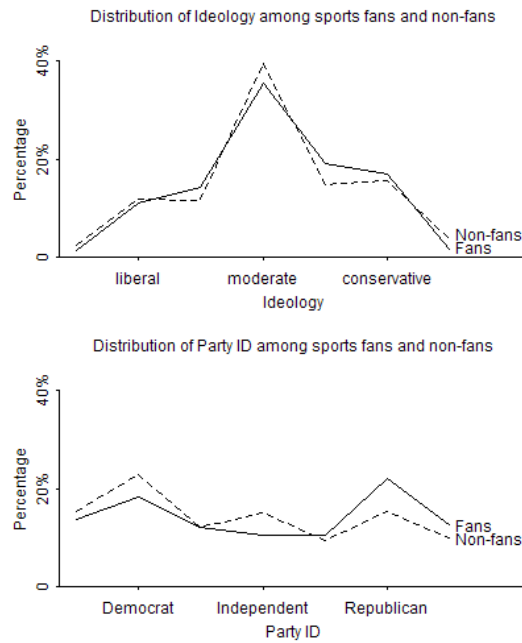 Distribution of Ideology among sports fans and non-fans
40%
20%
0
Percentage
Non-fans
Fans
liberal moderate conservative
Ideology
Distribution of Party ID among sports fans and non-fans
40%
20%
0
Percentage
Fans
Non-fans
Democrat Independent Republican
Party ID